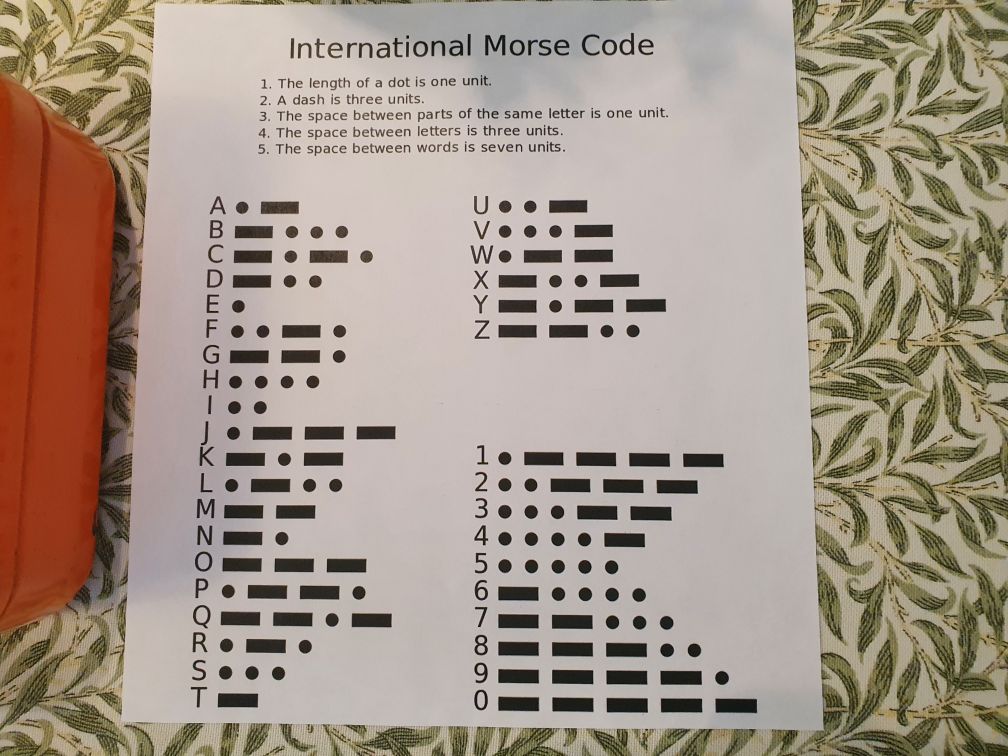 International Morse Code
1. The length of a dot is one unit.
2. A dash is three units.
3. The space between parts of the same letter is one unit.
4. The space between letters is three units.
5. The space between words is seven units.
A
B
C
D
E
F
G
H
I
J
K
L
M
N
O
P
Q
R
S
T
U
V
W
X
Y
Z
1
2
3
4
5
6
7
8
9
0